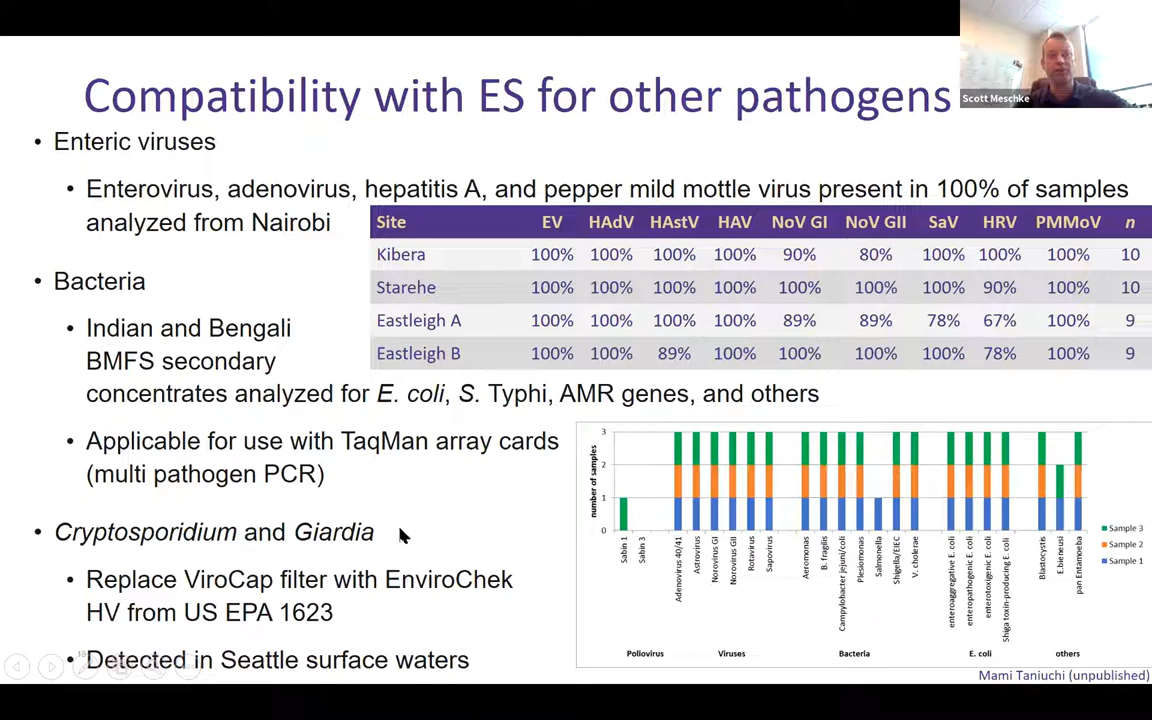 Compatibility with ES for other pathogens
Scott Meschke
• Enteric viruses
• Enterovirus, adenovirus, hepatitis A, and pepper mild mottle virus present in 100% of samples
analyzed from Nairobi
Site EV HAdV HAstV HAV NoV GI NoV GII SaV HRV PMMoV n
Kibera 100% 100% 100% 100% 90% 80% 100% 100% 100% 10
Starehe 100% 100% 100% 100% 100% 100% 100% 90% 100% 10
Eastleigh A 100% 100% 100% 100% 89% 89% 78% 67% 100% 9
Eastleigh B 100% 100% 89% 100% 100% 100% 100% 78% 100% 9
• Bacteria
• Indian and Bengali
BMFS secondary
concentrates analyzed for E. coli, S. Typhi, AMR genes, and others
• Applicable for use with TaqMan array cards
(multi pathogen PCR)
• Cryptosporidium and Giardia
• Replace ViroCap filter with EnviroChek
HV from US EPA 1623
• Detected in Seattle surface waters
number of samples
3
2
1
0
Sabin 1
Sabin 3
Adenovirus 40/41
Astrovirus
Norovirus GI
Norovirus GII
Rotavirus
Sapovirus
Aeromonas
B. fragilis
Campylobacter jejuni/coli
Plesiomonas
Salmonella
Shigella/EIEC
V. cholerae
enteroaggregative E. coli
enteropathogenic E. coli
enterotoxigenic E. coli
Shiga toxin-producing E. coli
Blastocystis
E.bieneusi
pan Entamoeba
Poliovirus
Viruses
Bacteria
E. coli
others
Sample 3
Sample 2
Sample 1
Mami Taniuchi (unpublished)